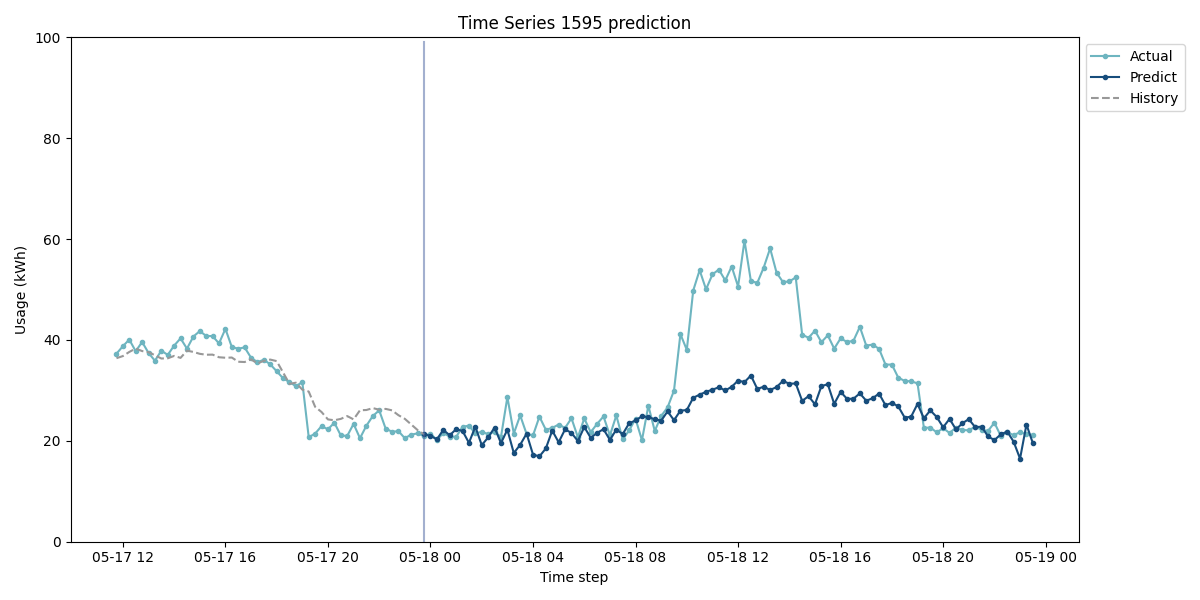 Time Series 1595 prediction
100
80
60
40
20
0
Usage (kWh)
05-17 12
05-17 16
05-17 20
05-18 00
05-18 04
05-18 08
05-18 12
05-18 16
05-18 20
05-19 00
Time step
Actual
Predict
History